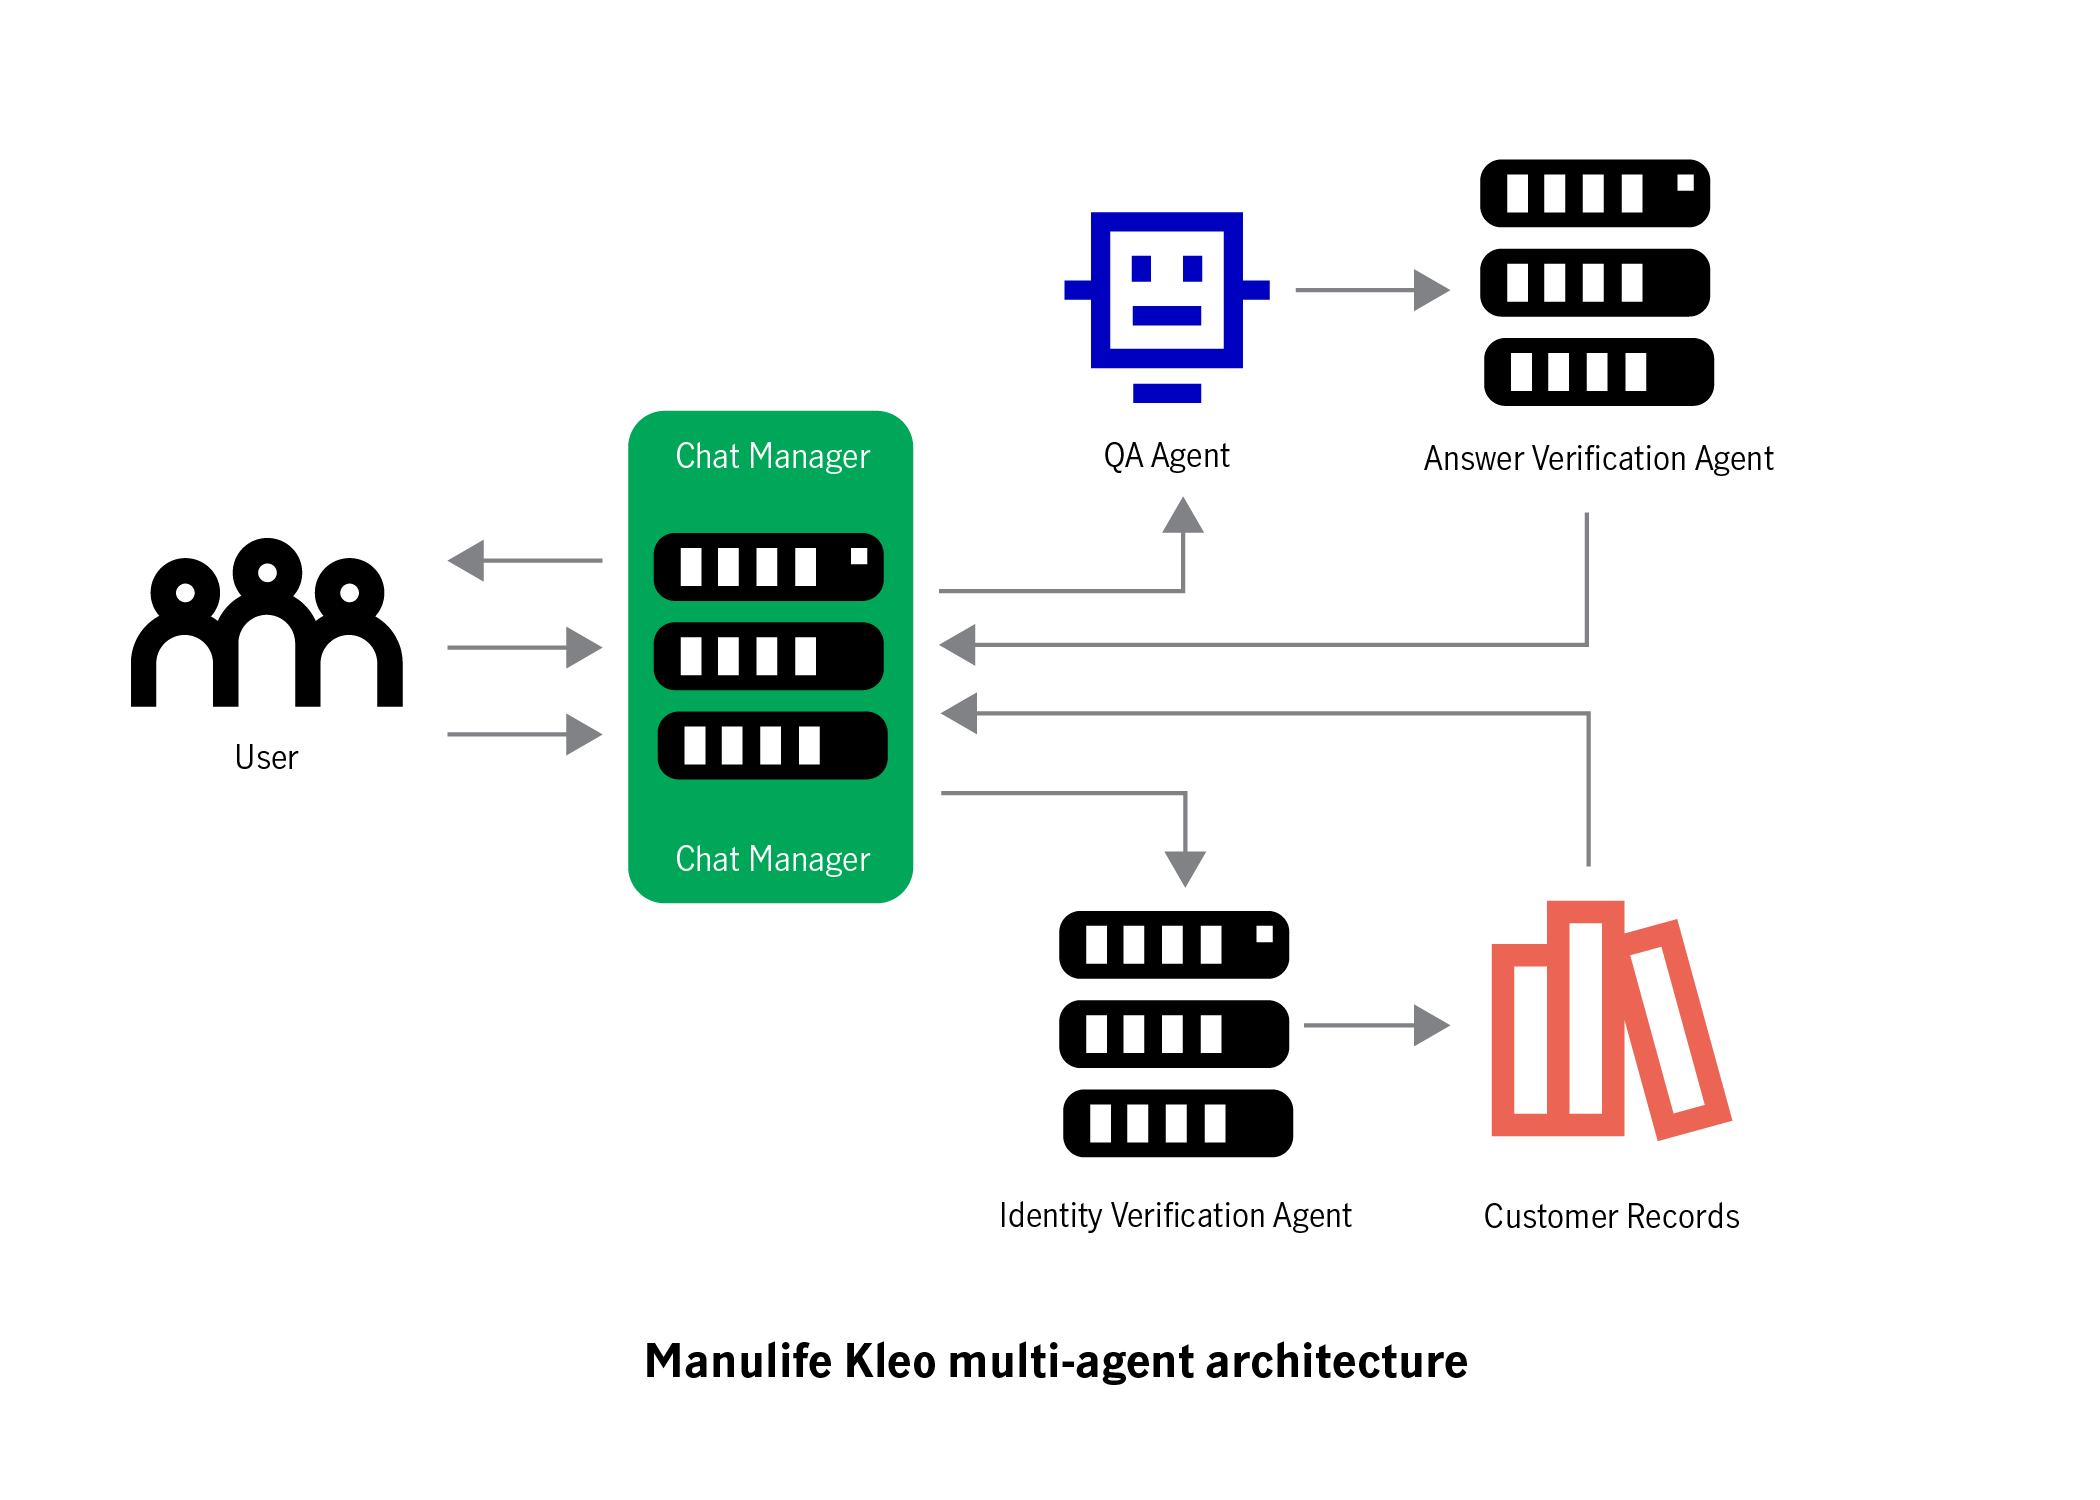 Chat Manager
QA Agent
Answer Verification Agent
User
Chat Manager
Identity Verification Agent
Customer Records
Manulife Kleo multi-agent architecture